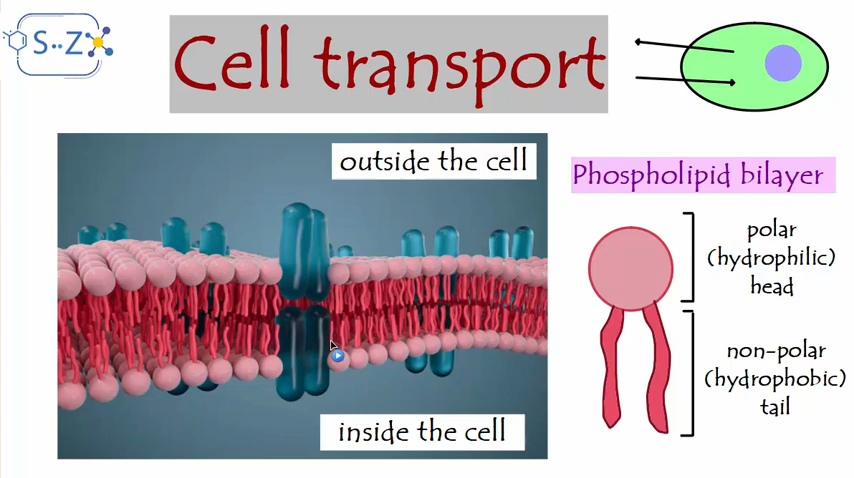 S..Z
Cell transport
outside the cell
Phospholipid bilayer
polar
(hydrophilic)
head
non-polar
(hydrophobic)
tail
inside the cell